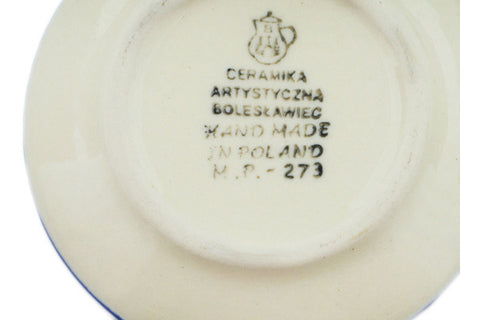 CERAMIKA
ARTYSTYCZNA
BOLESŁAWIEC
HAND MADE
IN POLAND
M.P.-273